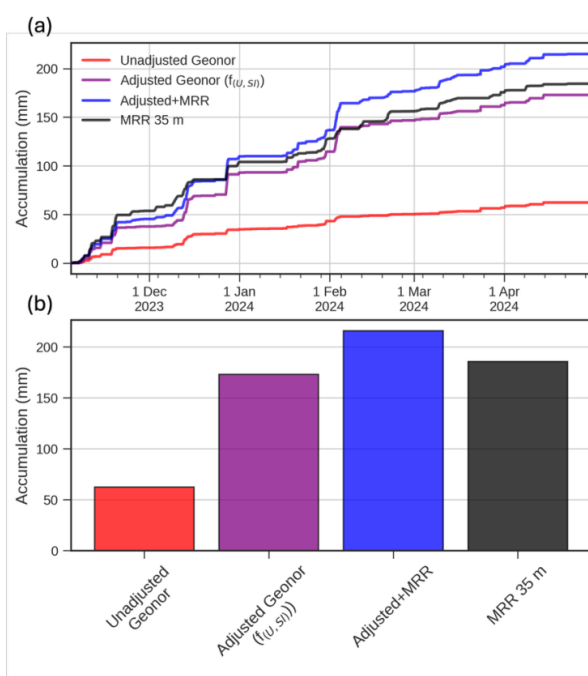 (a)
Accumulation (mm)
200
150
100
50
0
Unadjusted Geonor
Adjusted Geonor (f(U,SI))
Adjusted+MRR
MRR 35 m
1 Dec
2023
1 Jan
2024
1 Feb
2024
1 Mar
2024
1 Apr
2024
(b)
Accumulation (mm)
200
150
100
50
0
Unadjusted
Geonor
Adjusted Geonor
(f(U,SI)))
Adjusted+MRR
MRR 35 m